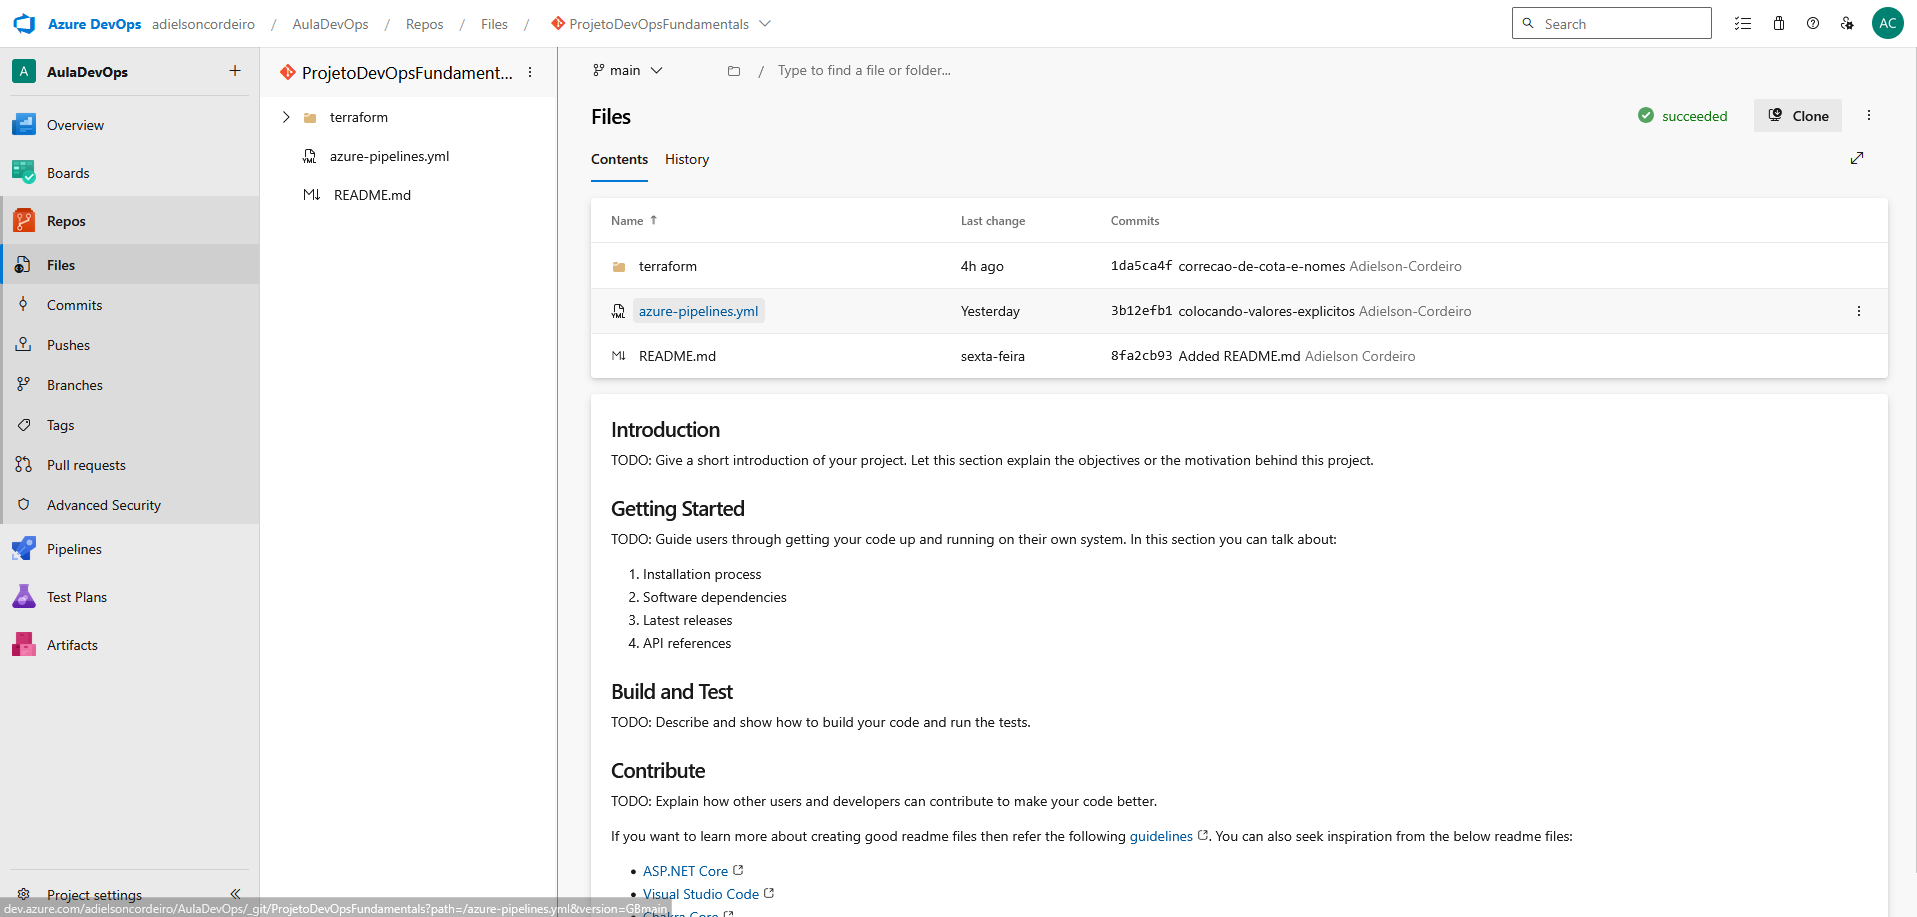 Azure DevOps adielsoncordeiro / AulaDevOps / Repos / Files / ProjetoDevOpsFundamentals
Search
AC
A AulaDevOps +
Overview
Boards
Repos
Files
Commits
Pushes
Branches
Tags
Pull requests
Advanced Security
Pipelines
Test Plans
Artifacts
Project settings
dev.azure.com/adielsoncordeiro/AulaDevOps/_git/ProjetoDevOpsFundamentals?path=/azure-pipelines.yml&version=GBmain
ProjetoDevOpsFundament...
terraform
YML azure-pipelines.yml
M↓ README.md
main / Type to find a file or folder...
Files
succeeded
Clone
Contents History
Name ↑ Last change Commits
terraform 4h ago 1da5ca4f correcao-de-cota-e-nomes Adielson-Cordeiro
YML azure-pipelines.yml Yesterday 3b12efb1 colocando-valores-explicitos Adielson-Cordeiro
M↓ README.md sexta-feira 8fa2cb93 Added README.md Adielson Cordeiro
Introduction
TODO: Give a short introduction of your project. Let this section explain the objectives or the motivation behind this project.
Getting Started
TODO: Guide users through getting your code up and running on their own system. In this section you can talk about:
1. Installation process
2. Software dependencies
3. Latest releases
4. API references
Build and Test
TODO: Describe and show how to build your code and run the tests.
Contribute
TODO: Explain how other users and developers can contribute to make your code better.
If you want to learn more about creating good readme files then refer the following guidelines. You can also seek inspiration from the below readme files:
• ASP.NET Core
• Visual Studio Code
• Chakra Core